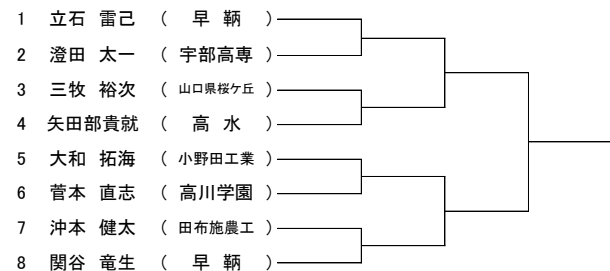 1 立石 雷己 ( 早 鞆 )
2 澄田 太一 ( 宇部高専 )
3 三牧 裕次 ( 山口県桜ケ丘 )
4 矢田部貴就 ( 高 水 )
5 大和 拓海 ( 小野田工業 )
6 菅本 直志 ( 高川学園 )
7 沖本 健太 ( 田布施農工 )
8 関谷 竜生 ( 早 鞆 )